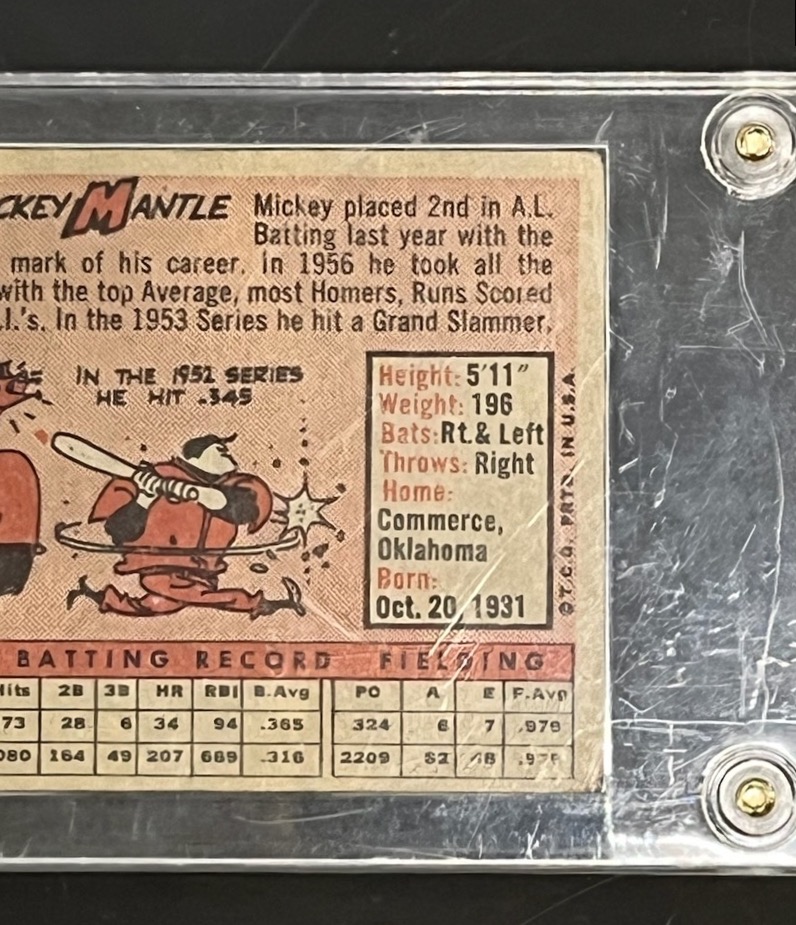 CKEY MANTLE
Mickey placed 2nd in A.L.
Batting last year with the
mark of his career. In 1956 he took all the
with the top Average, most Homers, Runs Scored
.I.'s. In the 1953 Series he hit a Grand Slammer.
IN THE 1952 SERIES
HE HIT .345
Height: 5'11"
Weight: 196
Bats: Rt. & Left
Throws: Right
Home:
Commerce,
Oklahoma
Born:
Oct. 20, 1931
© T.C.G. PRTD. IN U.S.A.
BATTING RECORD FIELDING
Hits 2B 3B HR RBI B.Avg PO A E F.Avg
73 28 6 34 94 .365 324 6 7 .979
080 164 49 207 669 .316 2209